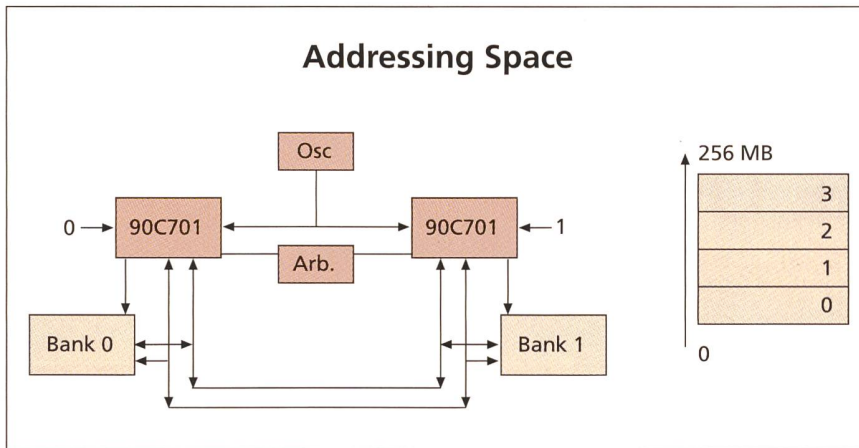 Addressing Space
Osc
256 MB
0
90C701
90C701
1
Arb.
3
2
1
0
Bank 0
Bank 1
0